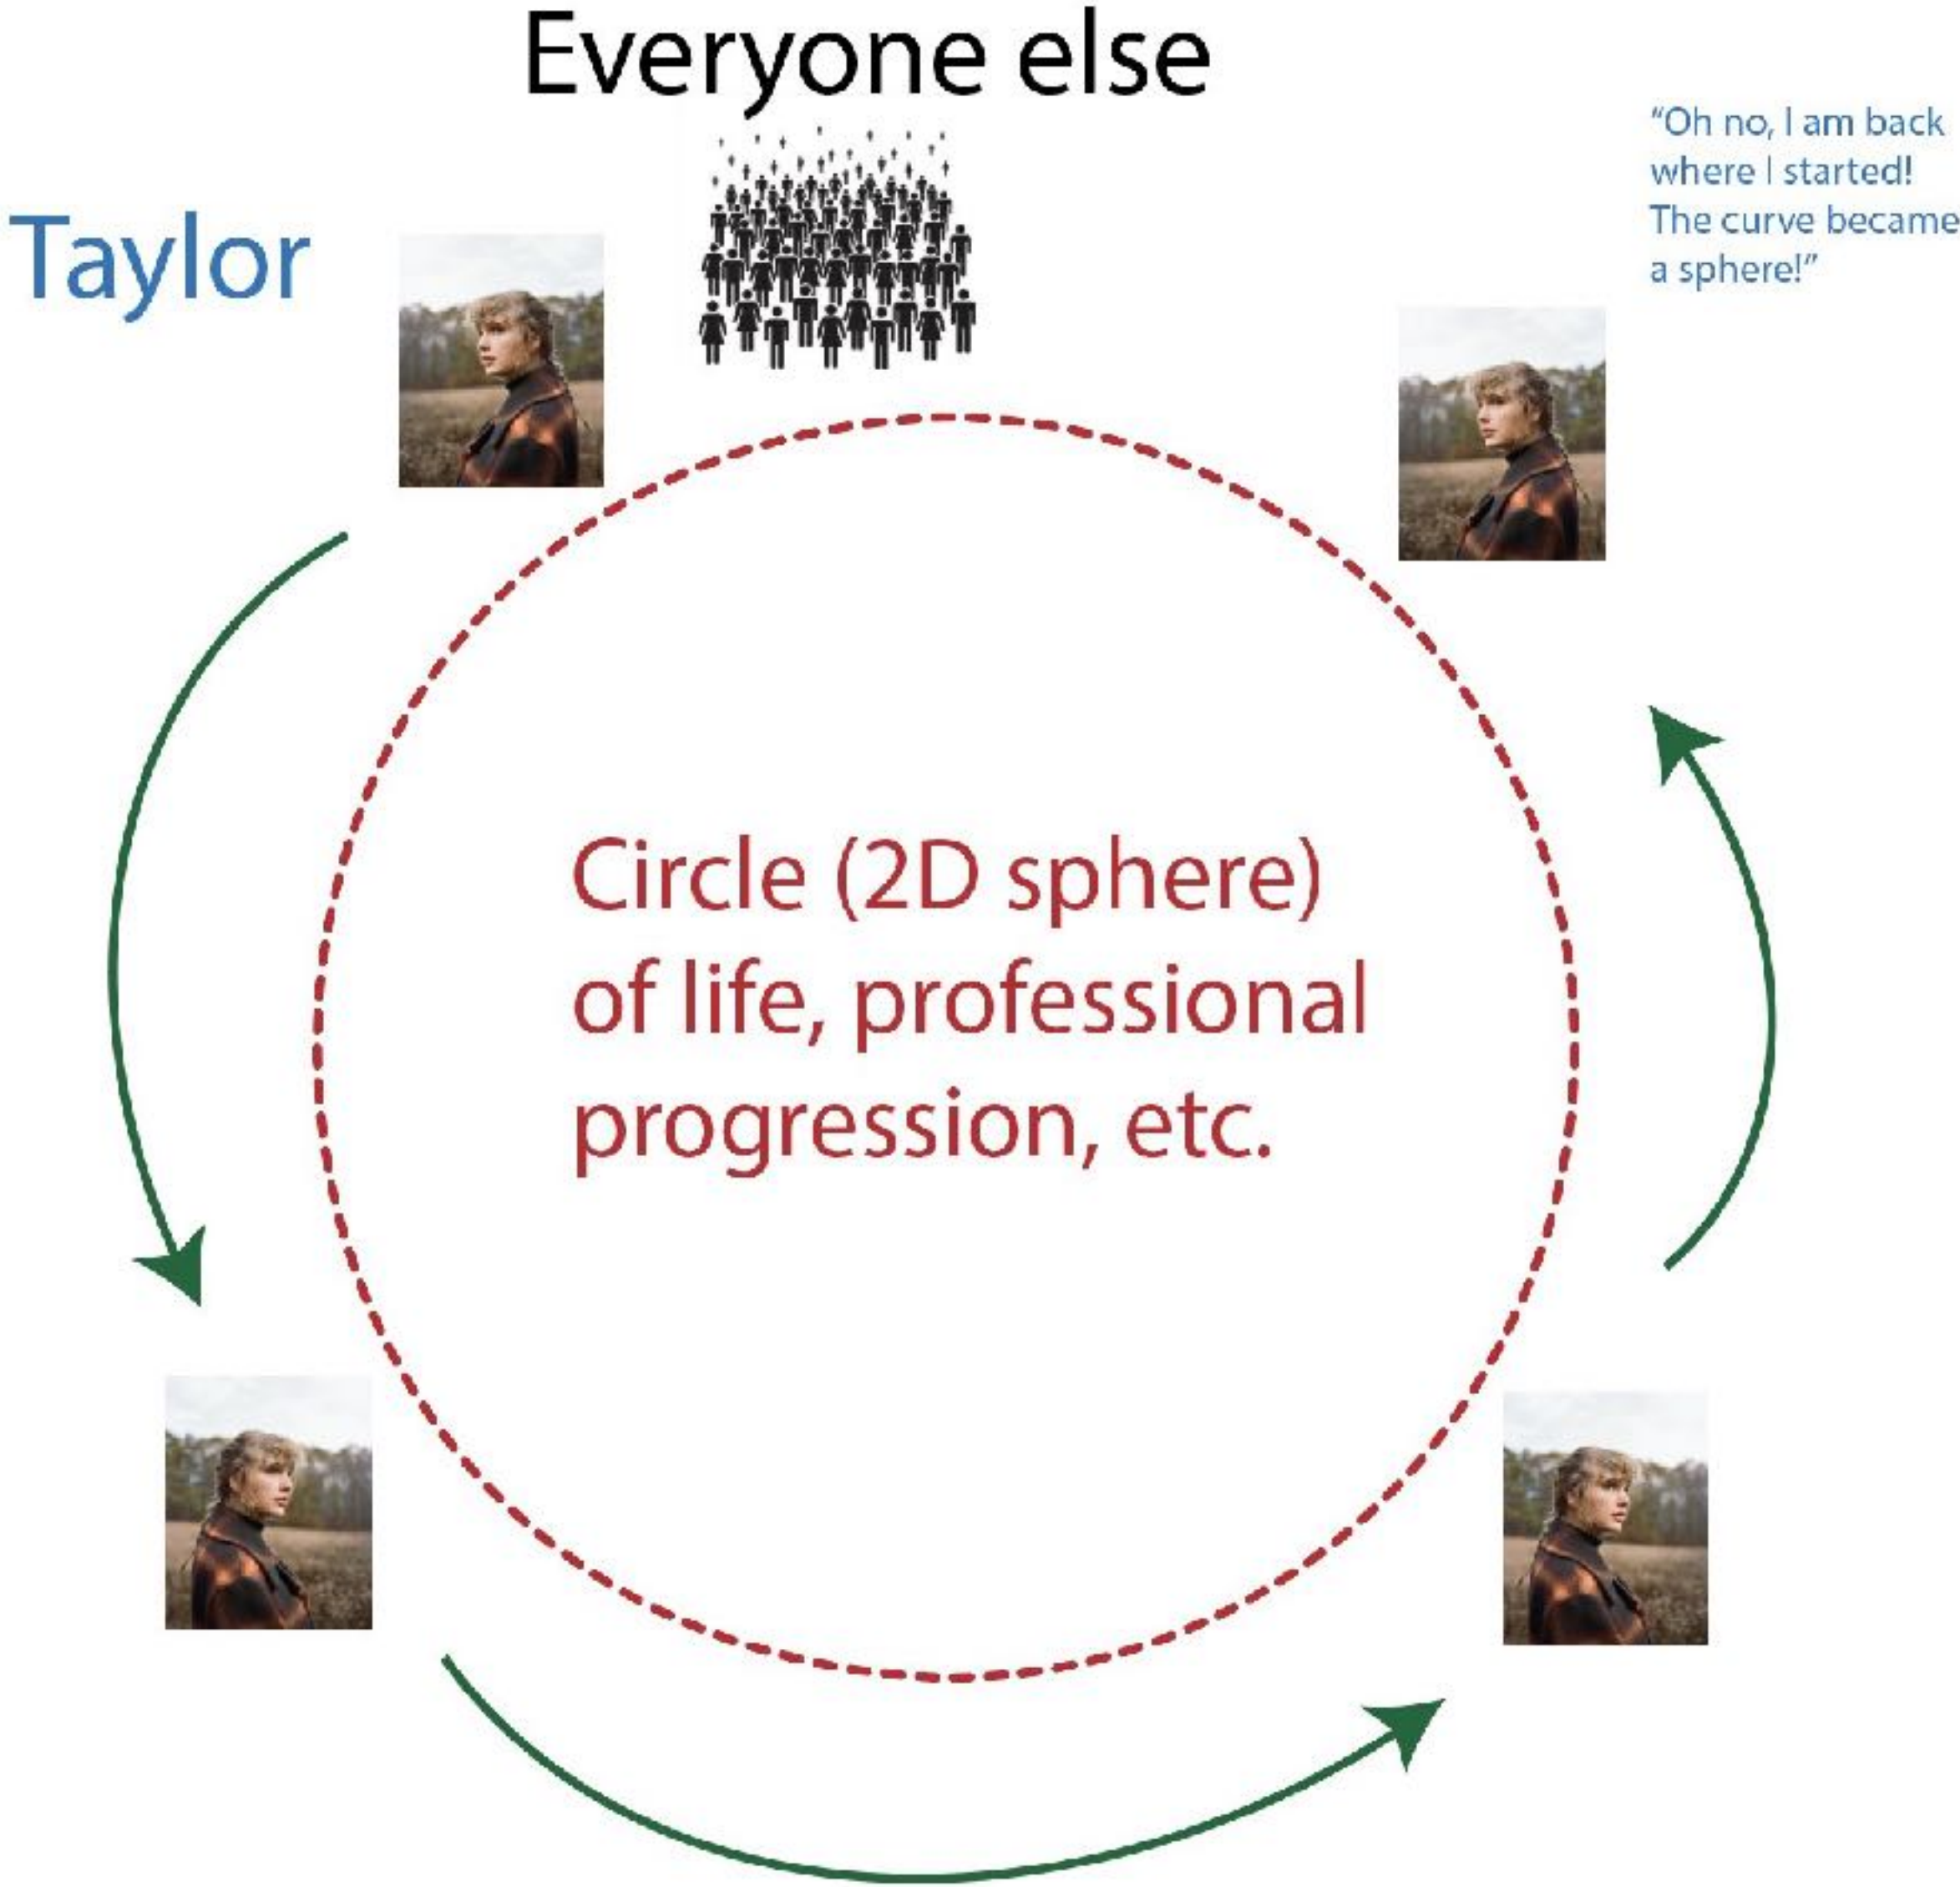 Everyone else
Taylor
“Oh no, I am back
where I started!
The curve became
a sphere!”
Circle (2D sphere)
of life, professional
progression, etc.